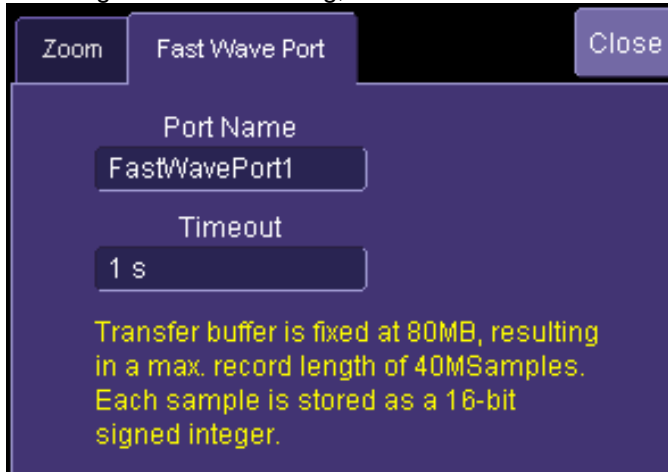 Zoom
Fast Wave Port
Close
Port Name
FastWavePort1
Timeout
1 s
Transfer buffer is fixed at 80MB, resulting
in a max. record length of 40MSamples.
Each sample is stored as a 16-bit
signed integer.